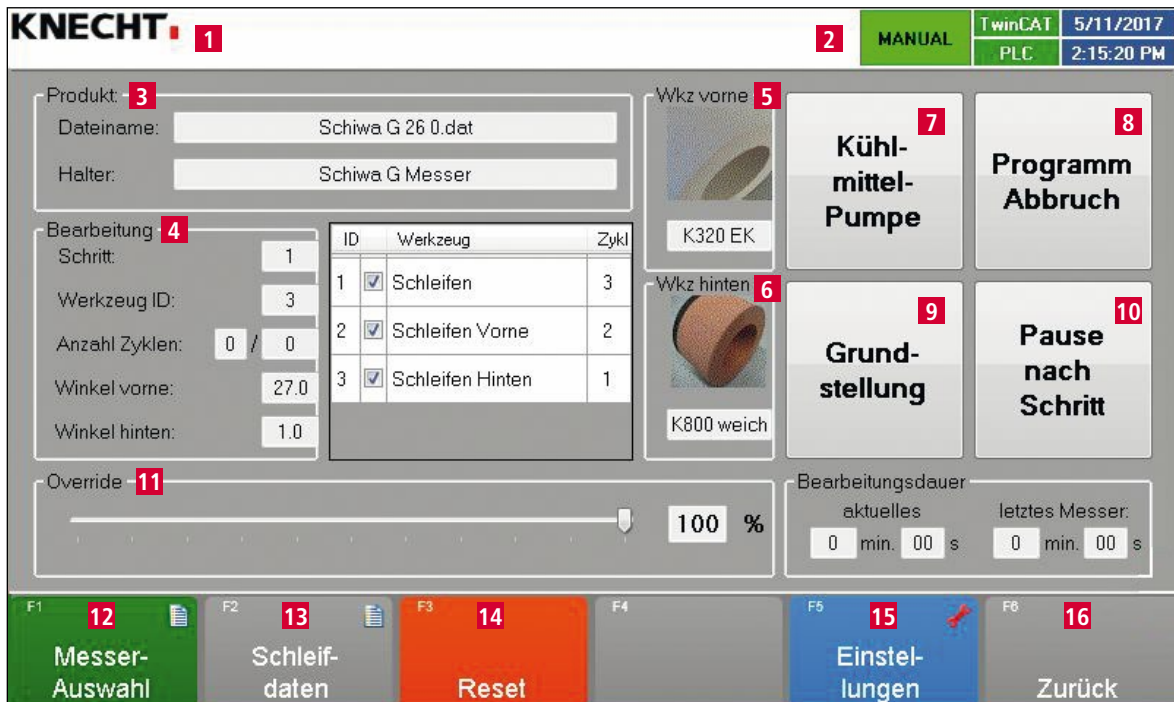 KNECHT
1
2
MANUAL
TwinCAT
5/11/2017
PLC
2:15:20 PM
Produkt: 3
Dateiname: Schiwa G 26 0.dat
Halter: Schiwa G Messer
Bearbeitung 4
Schritt: 1
Werkzeug ID: 3
Anzahl Zyklen: 0 / 0
Winkel vorne: 27.0
Winkel hinten: 1.0
ID Werkzeug Zykl
1 Schleifen 3
2 Schleifen Vorne 2
3 Schleifen Hinten 1
Wkz vorne 5
K320 EK
Wkz hinten 6
K800 weich
7
Kühl-
mittel-
Pumpe
8
Programm
Abbruch
9
Grund-
stellung
10
Pause
nach
Schritt
Override 11
100 %
Bearbeitungsdauer
aktuelles
0 min. 00 s
letztes Messer:
0 min. 00 s
F1 12
Messer-
Auswahl
F2 13
Schleif-
daten
F3 14
Reset
F4
F5 15
Einstel-
lungen
F6 16
Zurück